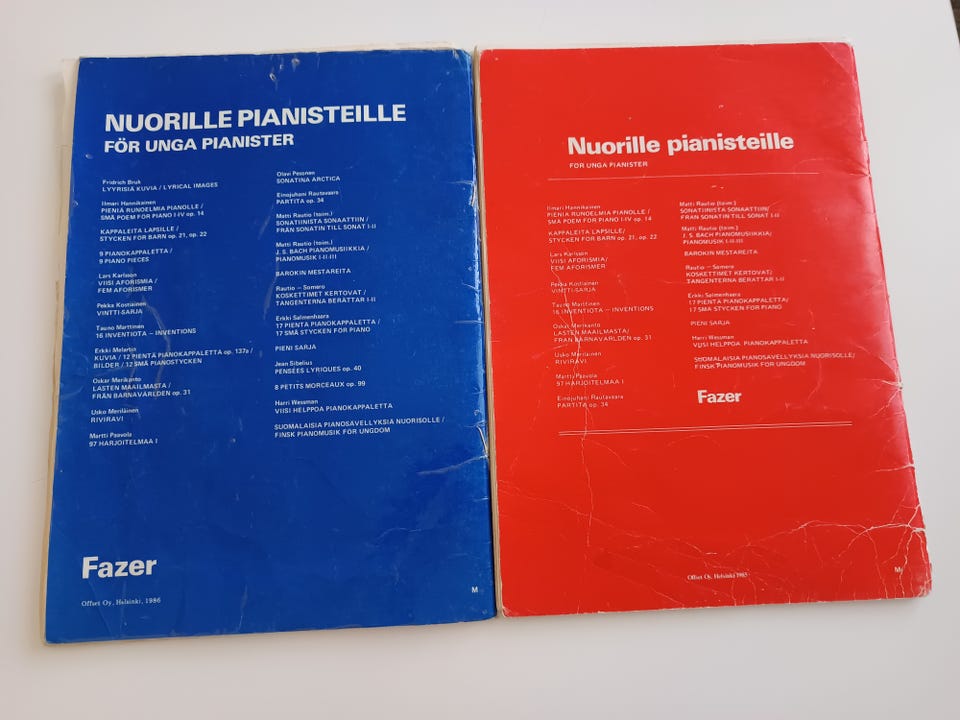 NUORILLE PIANISTEILLE
FÖR UNGA PIANISTER
Fridrich Bruk
LYYRISIÄ KUVIA / LYRICAL IMAGES
Ilmari Hannikainen
PIENIÄ RUNOELMIA PIANOLLE /
SMÅ POEM FÖR PIANO I-IV op. 14
KAPPALEITA LAPSILLE /
STYCKEN FÖR BARN op. 21, op. 22
9 PIANOKAPPALETTA /
9 PIANO PIECES
Lars Karlsson
VIISI AFORISMIA /
FEM AFORISMER
Pekka Kostiainen
VINTTI-SARJA
Tauno Marttinen
16 INVENTIOTA – INVENTIONS
Erkki Melartin
KUVIA / 12 PIENTÄ PIANOKAPPALETTA op. 137a /
BILDER / 12 SMÅ PIANOSTYCKEN
Oskar Merikanto
LASTEN MAAILMASTA /
FRÅN BARNAVÄRLDEN op. 31
Usko Meriläinen
RIVIRAVI
Martti Paavola
97 HARJOITELMAA I
Olavi Pesonen
SONATINA ARCTICA
Einojuhani Rautavaara
PARTITA op. 34
Matti Rautio (toim.)
SONATIINISTA SONAATTIIN /
FRÅN SONATIN TILL SONAT I-II
Matti Rautio (toim.)
J. S. BACH PIANOMUSIIKKIA /
PIANOMUSIK I-II-III
BAROKIN MESTAREITA
Rautio – Somero
KOSKETTIMET KERTOVAT /
TANGENTERNA BERÄTTAR I-II
Erkki Salmenhaara
17 PIENTÄ PIANOKAPPALETTA /
17 SMÅ STYCKEN FÖR PIANO
PIENI SARJA
Jean Sibelius
PENSÉES LYRIQUES op. 40
8 PETITS MORCEAUX op. 99
Harri Wessman
VIISI HELPPOA PIANOKAPPALETTA
SUOMALAISIA PIANOSÄVELLYKSIÄ NUORISOLLE /
FINSK PIANOMUSIK FÖR UNGDOM
Fazer
Offset Oy, Helsinki, 1986
M
Nuorille pianisteille
FÖR UNGA PIANISTER
Ilmari Hannikainen
PIENIÄ RUNOELMIA PIANOLLE /
SMÅ POEM FÖR PIANO I-IV op. 14
KAPPALEITA LAPSILLE/
STYCKEN FÖR BARN op. 21, op. 22
Lars Karlsson
VIISI AFORISMIA/
FEM AFORISMER
Pekka Kostiainen
VINTTI-SARJA
Tauno Marttinen
16 INVENTIOTA – INVENTIONS
Oskar Merikanto
LASTEN MAAILMASTA/
FRÅN BARNAVÄRLDEN op. 31
Usko Meriläinen
RIVIRAVI
Martti Paavola
97 HARJOITELMAA I
Einojuhani Rautavaara
PARTITA op. 34
Matti Rautio (toim.)
SONATIINISTA SONAATTIIN/
FRÅN SONATIN TILL SONAT I-II
Matti Rautio (toim.)
J. S. BACH PIANOMUSIIKKIA/
PIANOMUSIK I-II-III
BAROKIN MESTAREITA
Rautio – Somero
KOSKETTIMET KERTOVAT/
TANGENTERNA BERÄTTAR I-II
Erkki Salmenhaara
17 PIENTÄ PIANOKAPPALETTA/
17 SMÅ STYCKEN FÖR PIANO
PIENI SARJA
Harri Wessman
VIISI HELPPOA PIANOKAPPALETTA
SUOMALAISIA PIANOSÄVELLYKSIÄ NUORISOLLE/
FINSK PIANOMUSIK FÖR UNGDOM
Fazer
Offset Oy, Helsinki 1985
M